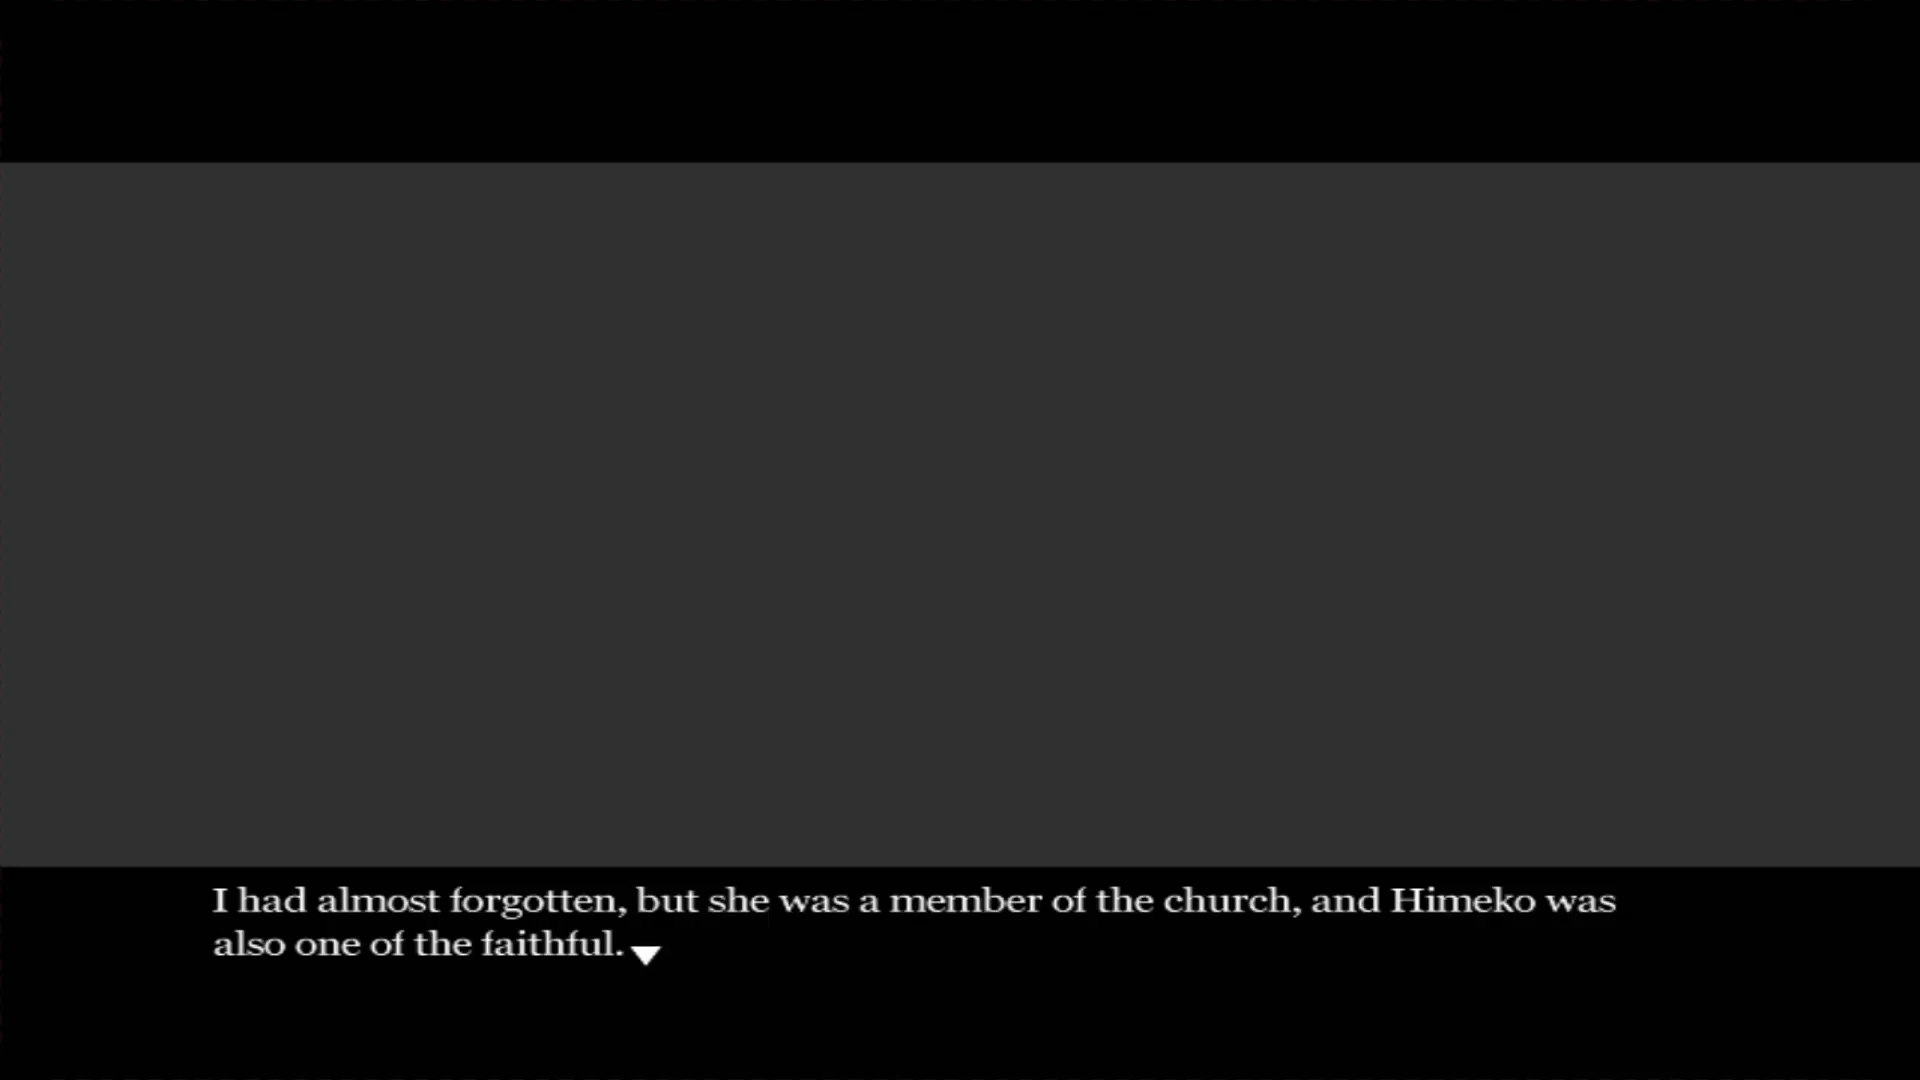 I had almost forgotten, but she was a member of the church, and Himeko was
also one of the faithful.